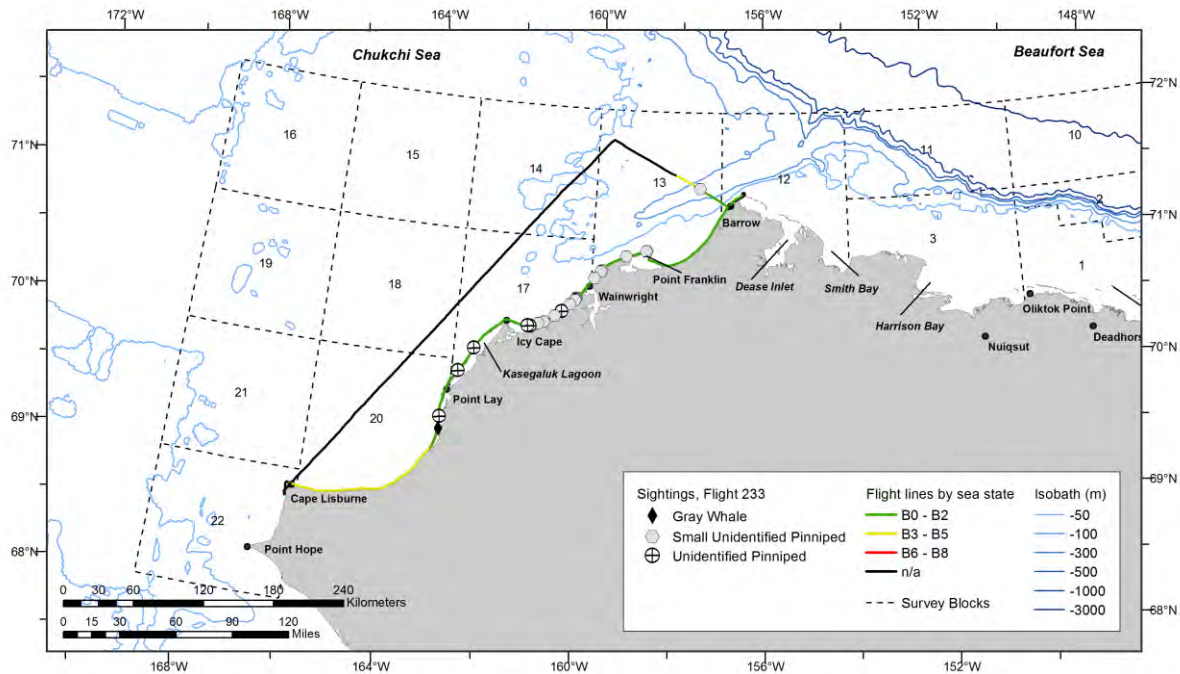 172°W 168°W 164°W 160°W 156°W 152°W 148°W
Chukchi Sea
Beaufort Sea
72°N
71°N
71°N
70°N
70°N
69°N
69°N
68°N
68°N
16
15
14
13
12
11
10
2
3
1
19
18
17
21
20
22
Barrow
Point Franklin
Wainwright
Dease Inlet
Smith Bay
Harrison Bay
Oliktok Point
Nuiqsut
Deadhors
Icy Cape
Kasegaluk Lagoon
Point Lay
Cape Lisburne
Point Hope
0 30 60 120 180 240
Kilometers
0 15 30 60 90 120
Miles
Sightings, Flight 233
Gray Whale
Small Unidentified Pinniped
Unidentified Pinniped
Flight lines by sea state
B0 - B2
B3 - B5
B6 - B8
n/a
Survey Blocks
Isobath (m)
-50
-100
-300
-500
-1000
-3000
168°W 164°W 160°W 156°W 152°W